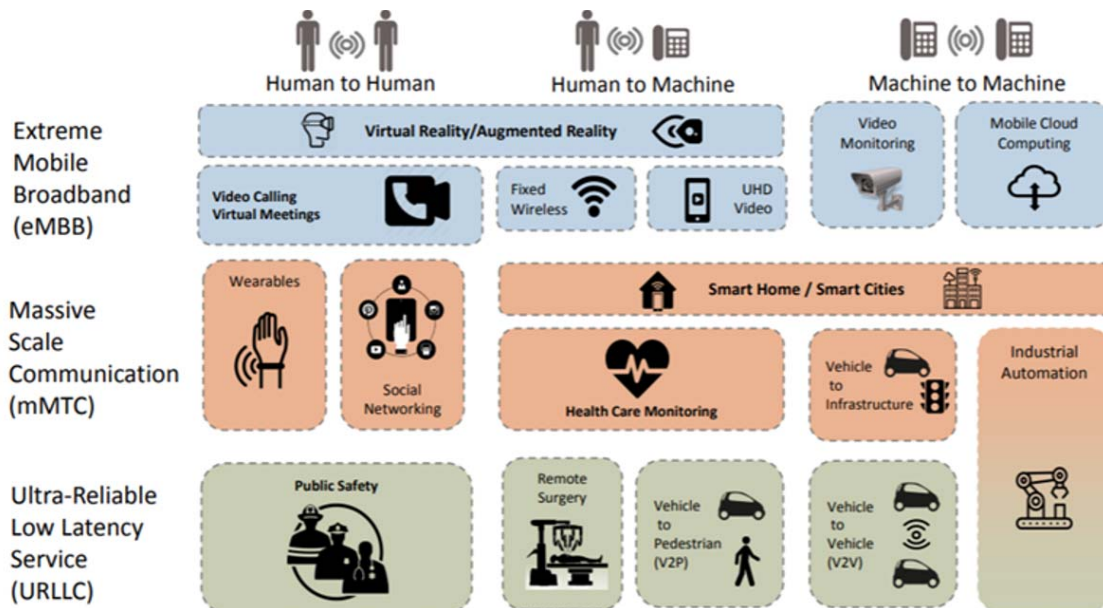 Human to Human
Human to Machine
Machine to Machine
Extreme
Mobile
Broadband
(eMBB)
Virtual Reality/Augmented Reality
Video Calling
Virtual Meetings
Fixed
Wireless
UHD
Video
Video
Monitoring
Mobile Cloud
Computing
Massive
Scale
Communication
(mMTC)
Wearables
Social
Networking
Smart Home / Smart Cities
Health Care Monitoring
Vehicle
to
Infrastructure
Industrial
Automation
Ultra-Reliable
Low Latency
Service
(URLLC)
Public Safety
Remote
Surgery
Vehicle
to
Pedestrian
(V2P)
Vehicle
to
Vehicle
(V2V)